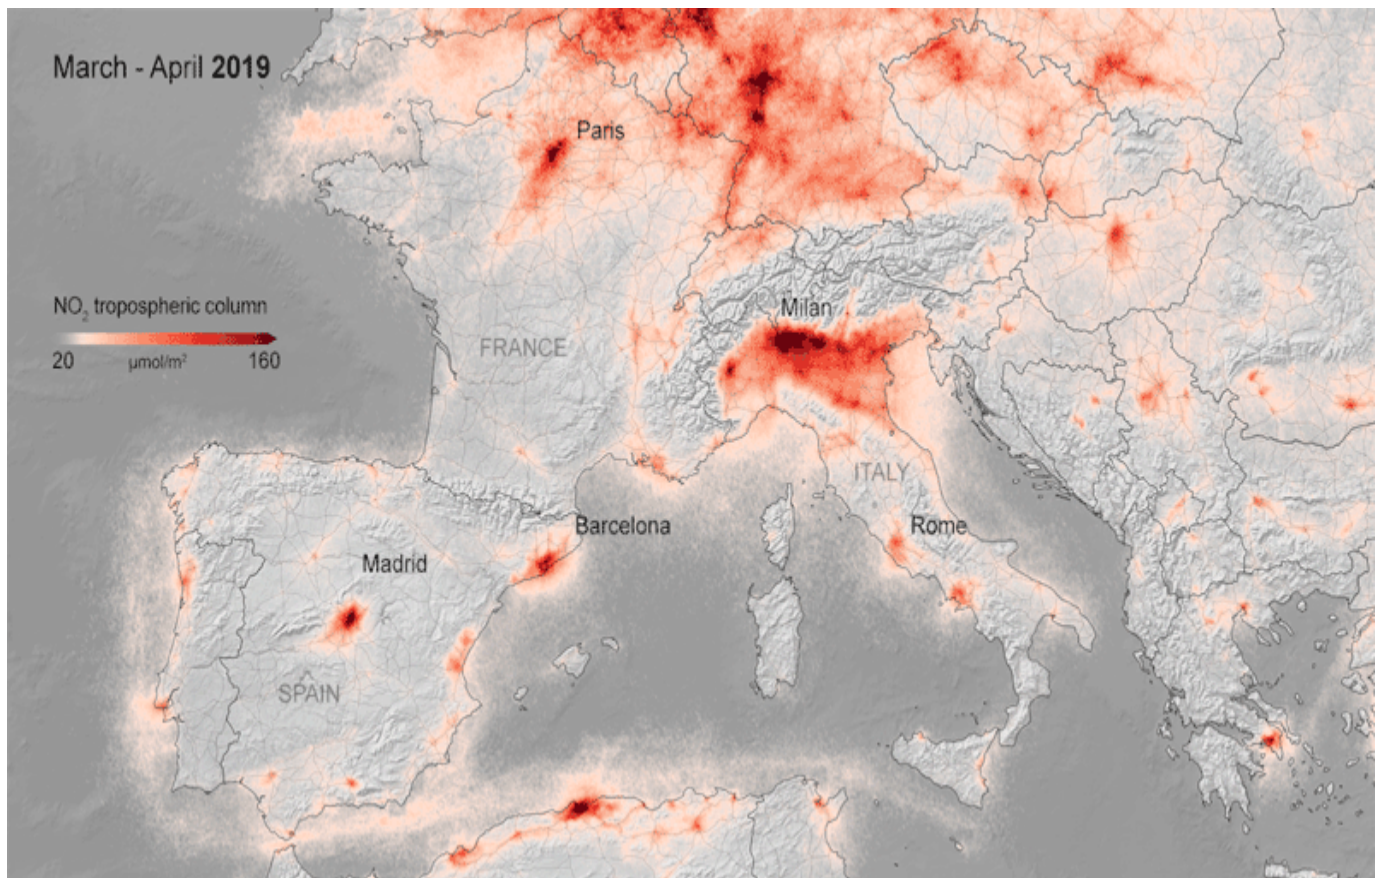 March - April 2019
Paris
NO₂ tropospheric column
20 µmol/m² 160
Milan
FRANCE
ITALY
Barcelona
Rome
Madrid
SPAIN